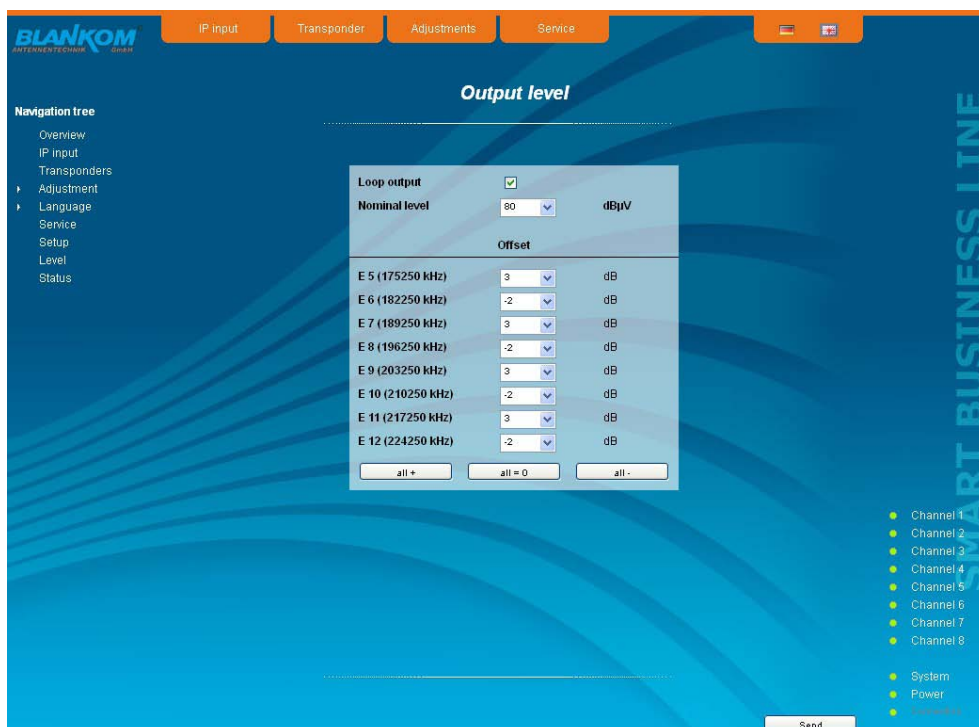 BLANKOM
ANTENNENTECHNIK GmbH
IP input
Transponder
Adjustments
Service
Output level
Navigation tree
Overview
IP input
Transponders
Adjustment
Language
Service
Setup
Level
Status
Loop output
Nominal level 80 dBµV
Offset
E 5 (175250 kHz) 3 dB
E 6 (182250 kHz) -2 dB
E 7 (189250 kHz) 3 dB
E 8 (196250 kHz) -2 dB
E 9 (203250 kHz) 3 dB
E 10 (210250 kHz) -2 dB
E 11 (217250 kHz) 3 dB
E 12 (224250 kHz) -2 dB
all +
all = 0
all -
SMART BUSINESS LINE
Channel 1
Channel 2
Channel 3
Channel 4
Channel 5
Channel 6
Channel 7
Channel 8
System
Power
Send